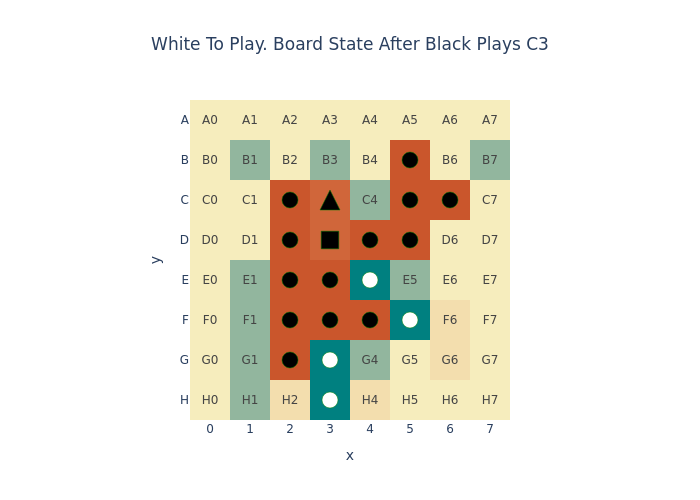 White To Play. Board State After Black Plays C3
A A0 A1 A2 A3 A4 A5 A6 A7
B B0 B1 B2 B3 B4 B6 B7
C C0 C1 C4 C7
D D0 D1 D6 D7
y
E E0 E1 E5 E6 E7
F F0 F1 F6 F7
G G0 G1 G4 G5 G6 G7
H H0 H1 H2 H4 H5 H6 H7
0 1 2 3 4 5 6 7
x